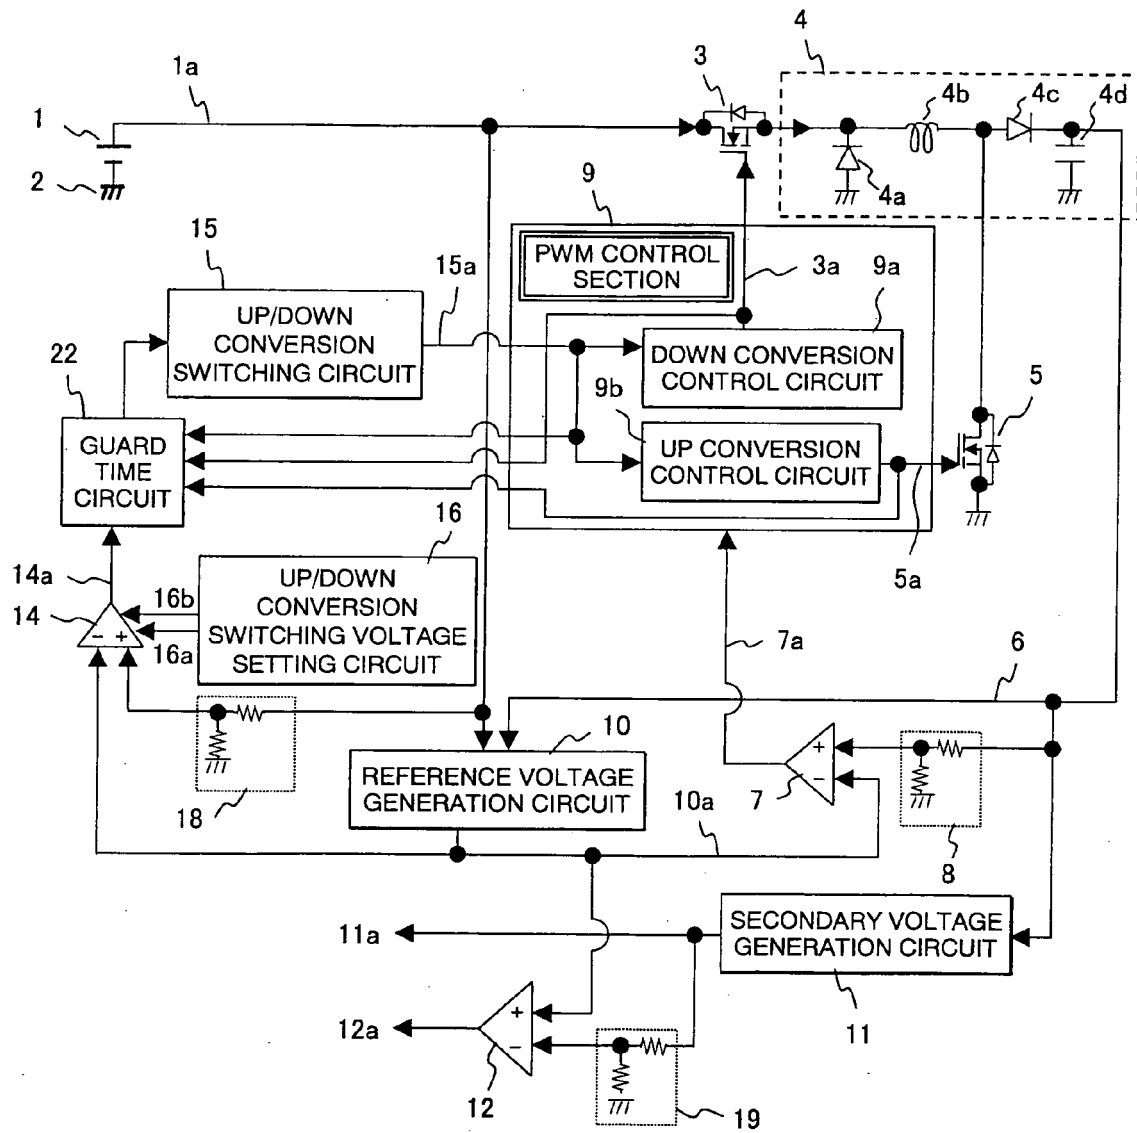 4
1a
3
4b
4c
4d
1
2
4a
9
PWM CONTROL
SECTION
3a
9a
15
15a
UP/DOWN
CONVERSION
SWITCHING CIRCUIT
DOWN CONVERSION
CONTROL CIRCUIT
22
9b
5
GUARD
TIME
CIRCUIT
UP CONVERSION
CONTROL CIRCUIT
16
5a
14a
14
16b
16a
- +
UP/DOWN
CONVERSION
SWITCHING VOLTAGE
SETTING CIRCUIT
7a
6
18
10
REFERENCE VOLTAGE
GENERATION CIRCUIT
+
-
7
10a
8
11a
SECONDARY VOLTAGE
GENERATION CIRCUIT
11
12a
+
-
12
19